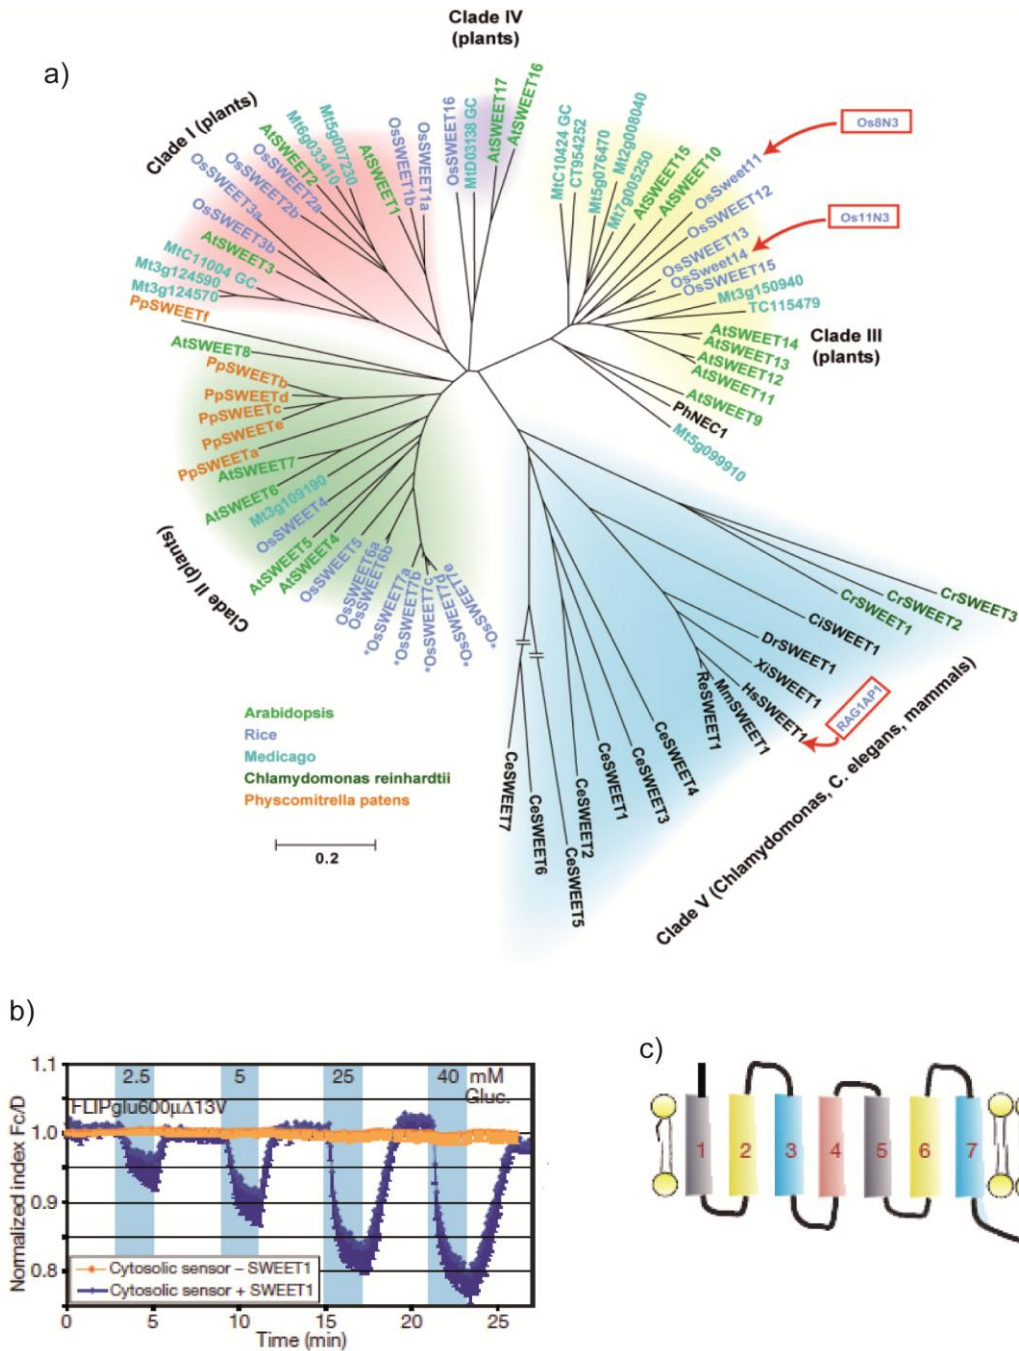 a)
Clade IV
(plants)
Clade I (plants)
Mt3g124570
Mt3g124590
MtC11004 GC
AtSWEET3
OsSWEET3b
OsSWEET3a
OsSWEET2b
OsSWEET2a
AtSWEET2
Mt6g033410
Mt5g007230
AtSWEET1
OsSWEET1b
OsSWEET1a
OsSWEET16
MtD03138 GC
AtSWEET17
AtSWEET16
MtC10424 GC
CT954252
Mt5g076470
Mt2g008040
Mt7g005250
AtSWEET15
AtSWEET10
OsSweet11
Os8N3
OsSWEET12
OsSWEET13
OsSweet14
Os11N3
OsSWEET15
Mt3g150940
TC115479
Clade III
(plants)
AtSWEET14
AtSWEET13
AtSWEET12
AtSWEET11
AtSWEET9
PhNEC1
Mt5g099910
PpSWEETf
AtSWEET8
PpSWEETb
PpSWEETd
PpSWEETc
PpSWEETe
PpSWEETa
AtSWEET7
AtSWEET6
Mt3g109190
OsSWEET4
AtSWEET5
AtSWEET4
OsSWEET5
OsSWEET6a
OsSWEET6b
*OsSWEET7a
*OsSWEET7b
*OsSWEET7c
*OsSWEET7d
*OsSWEET7e
Clade II (plants)
CrSWEET3
CrSWEET2
CrSWEET1
CiSWEET1
DrSWEET1
XiSWEET1
HsSWEET1
RAG1AP1
MmSWEET1
ReSWEET1
CeSWEET4
CeSWEET3
CeSWEET1
CeSWEET2
CeSWEET5
CeSWEET6
CeSWEET7
Clade V (Chlamydomonas, C. elegans, mammals)
Arabidopsis
Rice
Medicago
Chlamydomonas reinhardtii
Physcomitrella patens
0.2
b)
1.1
1.0
0.9
0.8
Normalized index Fc/D
2.5 5 25 40 mM
Gluc.
FLIPglu600µΔ13V
Cytosolic sensor – SWEET1
Cytosolic sensor + SWEET1
0 5 10 15 20 25
Time (min)
c)
1 2 3 4 5 6 7